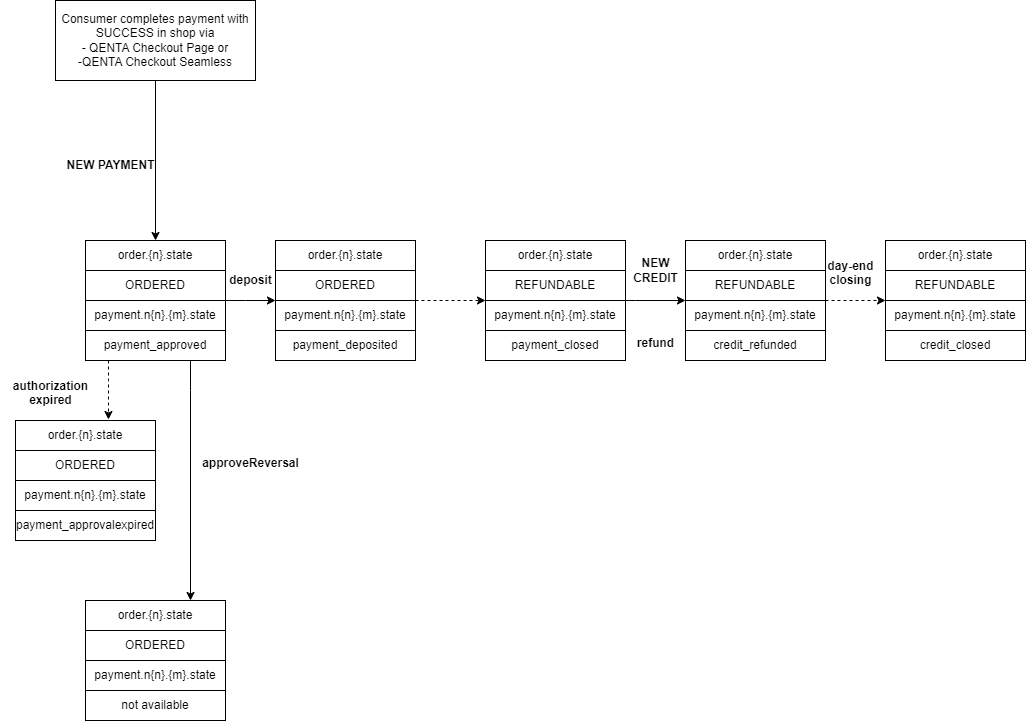 Consumer completes payment with
SUCCESS in shop via
- QENTA Checkout Page or
-QENTA Checkout Seamless
NEW PAYMENT
order.{n}.state
ORDERED
payment.n{n}.{m}.state
payment_approved
deposit
order.{n}.state
ORDERED
payment.n{n}.{m}.state
payment_deposited
order.{n}.state
REFUNDABLE
payment.n{n}.{m}.state
payment_closed
NEW
CREDIT
refund
order.{n}.state
REFUNDABLE
payment.n{n}.{m}.state
credit_refunded
day-end
closing
order.{n}.state
REFUNDABLE
payment.n{n}.{m}.state
credit_closed
authorization
expired
order.{n}.state
ORDERED
payment.n{n}.{m}.state
payment_approvalexpired
approveReversal
order.{n}.state
ORDERED
payment.n{n}.{m}.state
not available